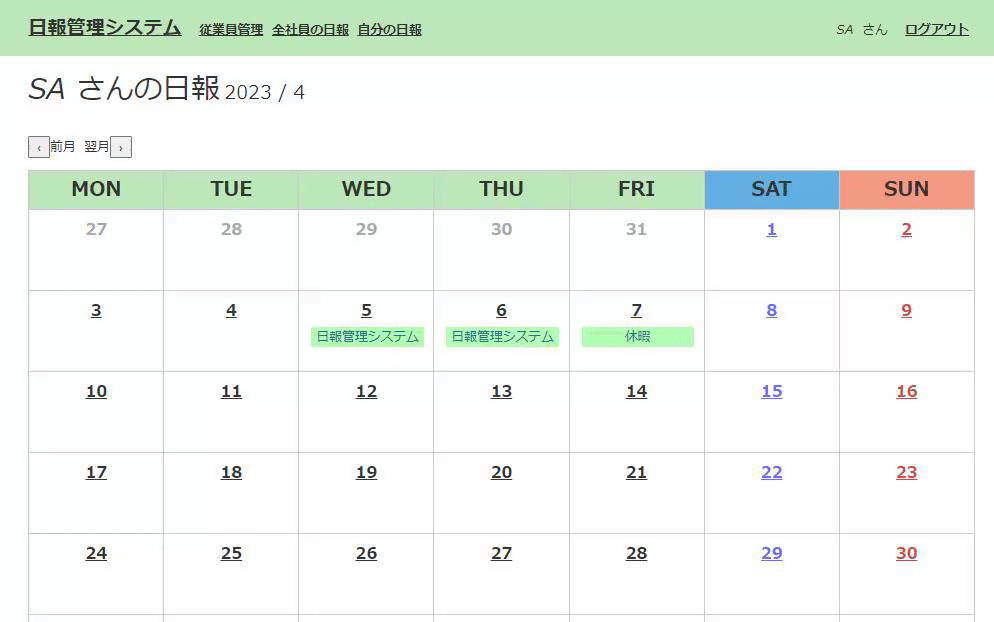 日報管理システム 従業員管理 全社員の日報 自分の日報 SA さん ログアウト
SA さんの日報 2023 / 4
‹ 前月 翌月 ›
MON TUE WED THU FRI SAT SUN
27 28 29 30 31 1 2
3 4 5 6 7 8 9
日報管理システム 日報管理システム 休暇
10 11 12 13 14 15 16
17 18 19 20 21 22 23
24 25 26 27 28 29 30